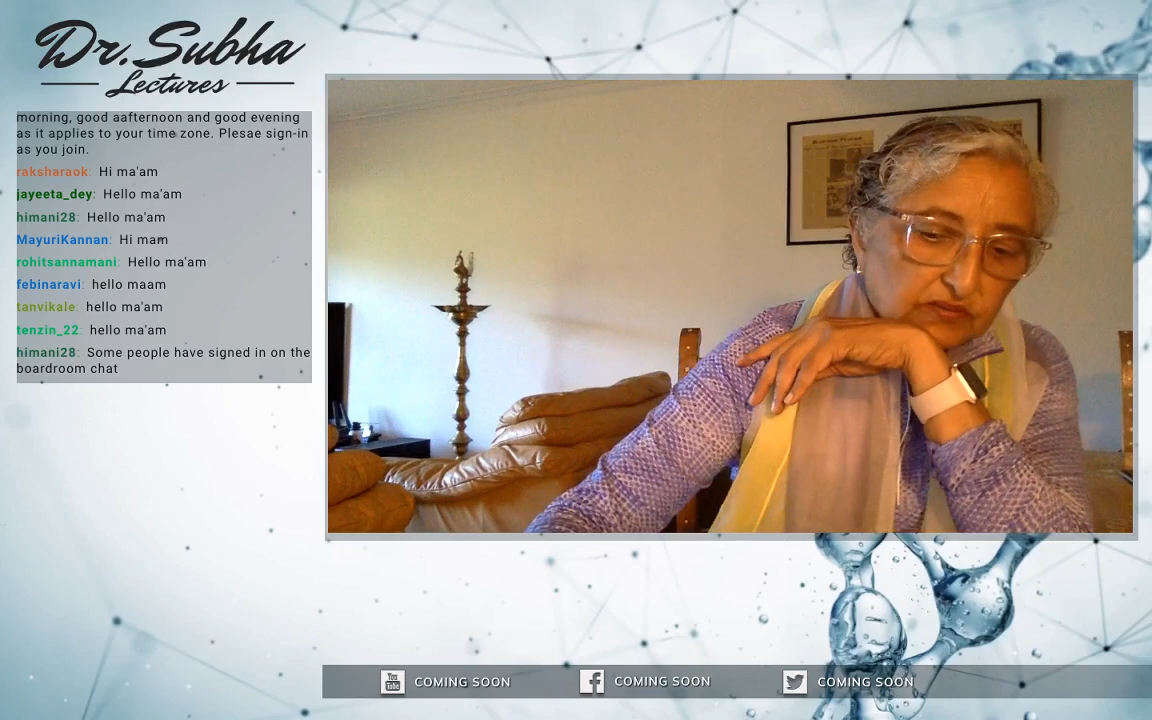 Dr. Subha
Lectures
morning, good aafternoon and good evening
as it applies to your time zone. Plesae sign-in
as you join.
raksharaok: Hi ma'am
jayeeta_dey: Hello ma'am
himani28: Hello ma'am
MayuriKannan: Hi mam
rohitsannamani: Hello ma'am
febinaravi: hello maam
tanvikale: hello ma'am
tenzin_22: hello ma'am
himani28: Some people have signed in on the
boardroom chat
You
Tube
COMING SOON
COMING SOON
COMING SOON